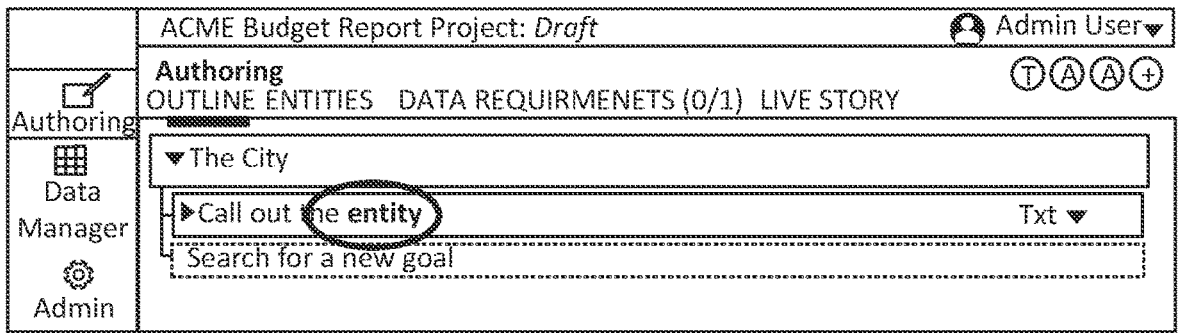 ACME Budget Report Project: Draft
Admin User
Authoring
T A A +
OUTLINE ENTITIES DATA REQUIRMENETS (0/1) LIVE STORY
Authoring
Data
Manager
Admin
The City
Call out the entity
Txt
Search for a new goal